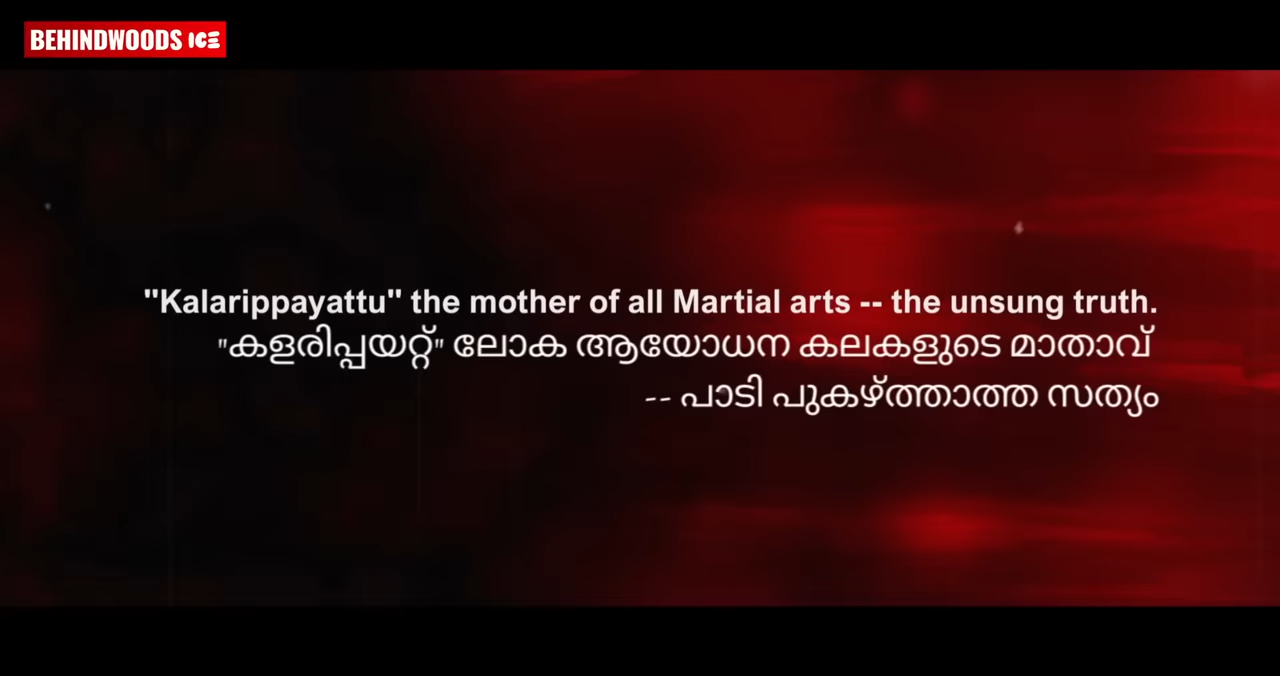 BEHINDWOODS ICE
"Kalarippayattu" the mother of all Martial arts -- the unsung truth.
"കളരിപ്പയറ്റ്" ലോക ആയോധന കലകളുടെ മാതാവ്
-- പാടി പുകഴ്ത്താത്ത സത്യം